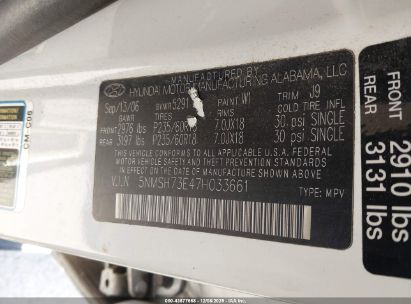 MANUFACTURED BY
HYUNDAI MOTOR MANUFACTURING ALABAMA, LLC
Sep/13/06 GVWR 5291 PAINT W1 TRIM J9
GAWR TIRES RIMS COLD TIRE INFL
FRONT 2976 lbs P235/60R18 7.0JX18 30 psi SINGLE
REAR 3197 lbs P235/60R18 7.0JX18 30 psi SINGLE
THIS VEHICLE CONFORMS TO ALL APPLICABLE FEDERAL MOTOR
VEHICLE SAFETY, BUMPER, AND THEFT PREVENTION STANDARDS
IN EFFECT ON THE DATE OF MANUFACTURE SHOWN ABOVE.
V.I.N 5NMSH73E47H033661 TYPE: MPV
FRONT REAR
2910 lbs
3131 lbs